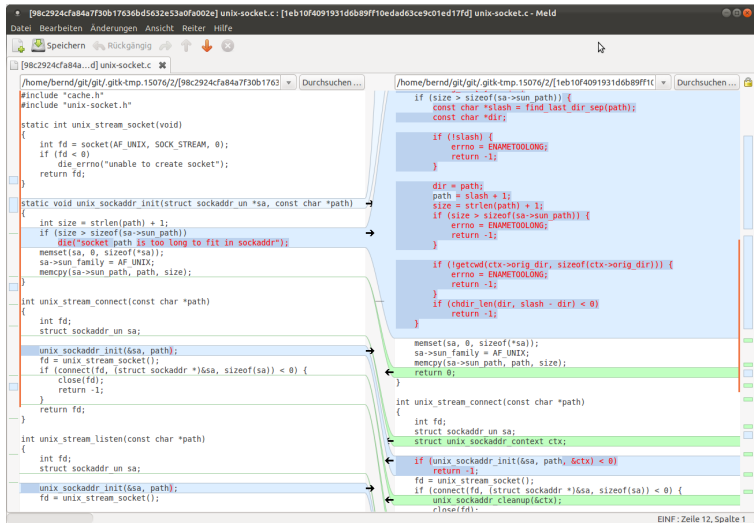 [98c2924cfa84a7f30b17636bd5632e53a0fa002e] unix-socket.c : [1eb10f4091931d6b89ff10edad63ce9c01ed17fd] unix-socket.c - Meld
Datei Bearbeiten Änderungen Ansicht Reiter Hilfe
Speichern Rückgängig
[98c2924cfa84a...d] unix-socket.c
/home/bernd/git/git/.gitk-tmp.15076/2/[98c2924cfa84a7f30b1763 Durchsuchen ...
#include "cache.h"
#include "unix-socket.h"
static int unix_stream_socket(void)
{
int fd = socket(AF_UNIX, SOCK_STREAM, 0);
if (fd < 0)
die_errno("unable to create socket");
return fd;
}
static void unix_sockaddr_init(struct sockaddr_un *sa, const char *path)
{
int size = strlen(path) + 1;
if (size > sizeof(sa->sun_path))
die("socket path is too long to fit in sockaddr");
memset(sa, 0, sizeof(*sa));
sa->sun_family = AF_UNIX;
memcpy(sa->sun_path, path, size);
}
int unix_stream_connect(const char *path)
{
int fd;
struct sockaddr_un sa;
unix_sockaddr_init(&sa, path);
fd = unix_stream_socket();
if (connect(fd, (struct sockaddr *)&sa, sizeof(sa)) < 0) {
close(fd);
return -1;
}
return fd;
}
int unix_stream_listen(const char *path)
{
int fd;
struct sockaddr_un sa;
unix_sockaddr_init(&sa, path);
fd = unix_stream_socket();
/home/bernd/git/git/.gitk-tmp.15076/2/[1eb10f4091931d6b89ff1( Durchsuchen ...
if (size > sizeof(sa->sun_path)) {
const char *slash = find_last_dir_sep(path);
const char *dir;
if (!slash) {
errno = ENAMETOOLONG;
return -1;
}
dir = path;
path = slash + 1;
size = strlen(path) + 1;
if (size > sizeof(sa->sun_path)) {
errno = ENAMETOOLONG;
return -1;
}
if (!getcwd(ctx->orig_dir, sizeof(ctx->orig_dir))) {
errno = ENAMETOOLONG;
return -1;
}
if (chdir_len(dir, slash - dir) < 0)
return -1;
}
memset(sa, 0, sizeof(*sa));
sa->sun_family = AF_UNIX;
memcpy(sa->sun_path, path, size);
return 0;
}
int unix_stream_connect(const char *path)
{
int fd;
struct sockaddr_un sa;
struct unix_sockaddr_context ctx;
if (unix_sockaddr_init(&sa, path, &ctx) < 0)
return -1;
fd = unix_stream_socket();
if (connect(fd, (struct sockaddr *)&sa, sizeof(sa)) < 0) {
unix_sockaddr_cleanup(&ctx);
close(fd);
EINF : Zeile 12, Spalte 1